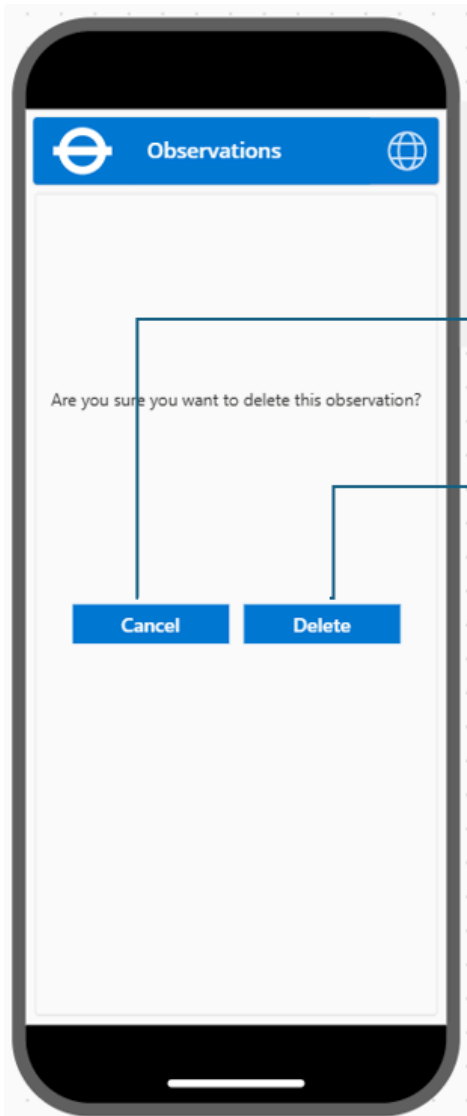 Observations
Are you sure you want to delete this observation?
Cancel
Delete